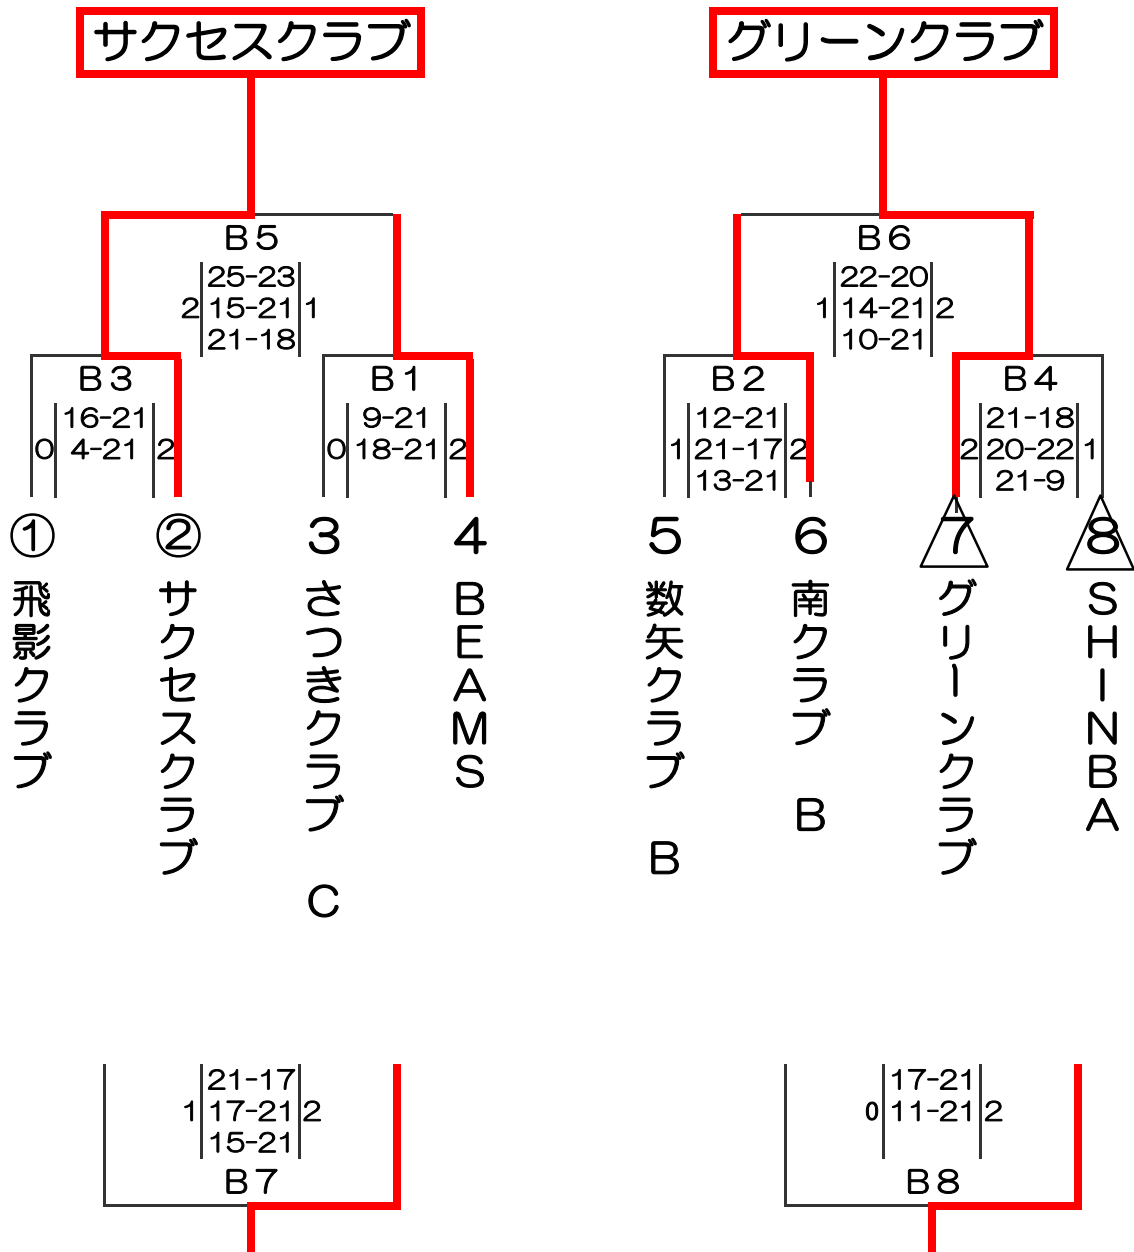 サクセスクラブ
グリーンクラブ
B5
25-23
2 15-21 1
21-18
B6
22-20
1 14-21 2
10-21
B3
16-21
0 4-21 2
B1
9-21
0 18-21 2
B2
12-21
1 21-17 2
13-21
B4
21-18
2 20-22 1
21-9
①
飛影クラブ
②
サクセスクラブ
3
さつきクラブ C
4
BEAMS
5
数矢クラブ B
6
南クラブ B
7
グリーンクラブ
8
SHINBA
21-17
1 17-21 2
15-21
B7
17-21
0 11-21 2
B8